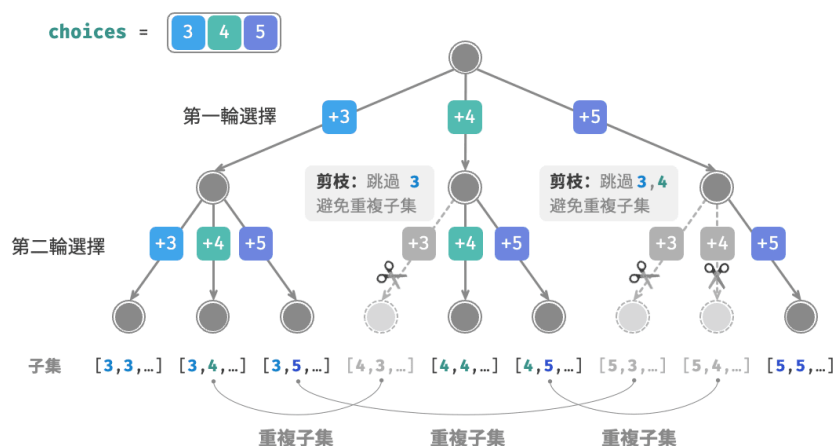 choices = 3 4 5
第一輪選擇
+3 +4 +5
剪枝：跳過 3
避免重複子集
剪枝：跳過 3,4
避免重複子集
第二輪選擇
+3 +4 +5 +3 +4 +5 +3 +4 +5
子集 [3,3,…] [3,4,…] [3,5,…] [4,3,…] [4,4,…] [4,5,…] [5,3,…] [5,4,…] [5,5,…]
重複子集 重複子集 重複子集